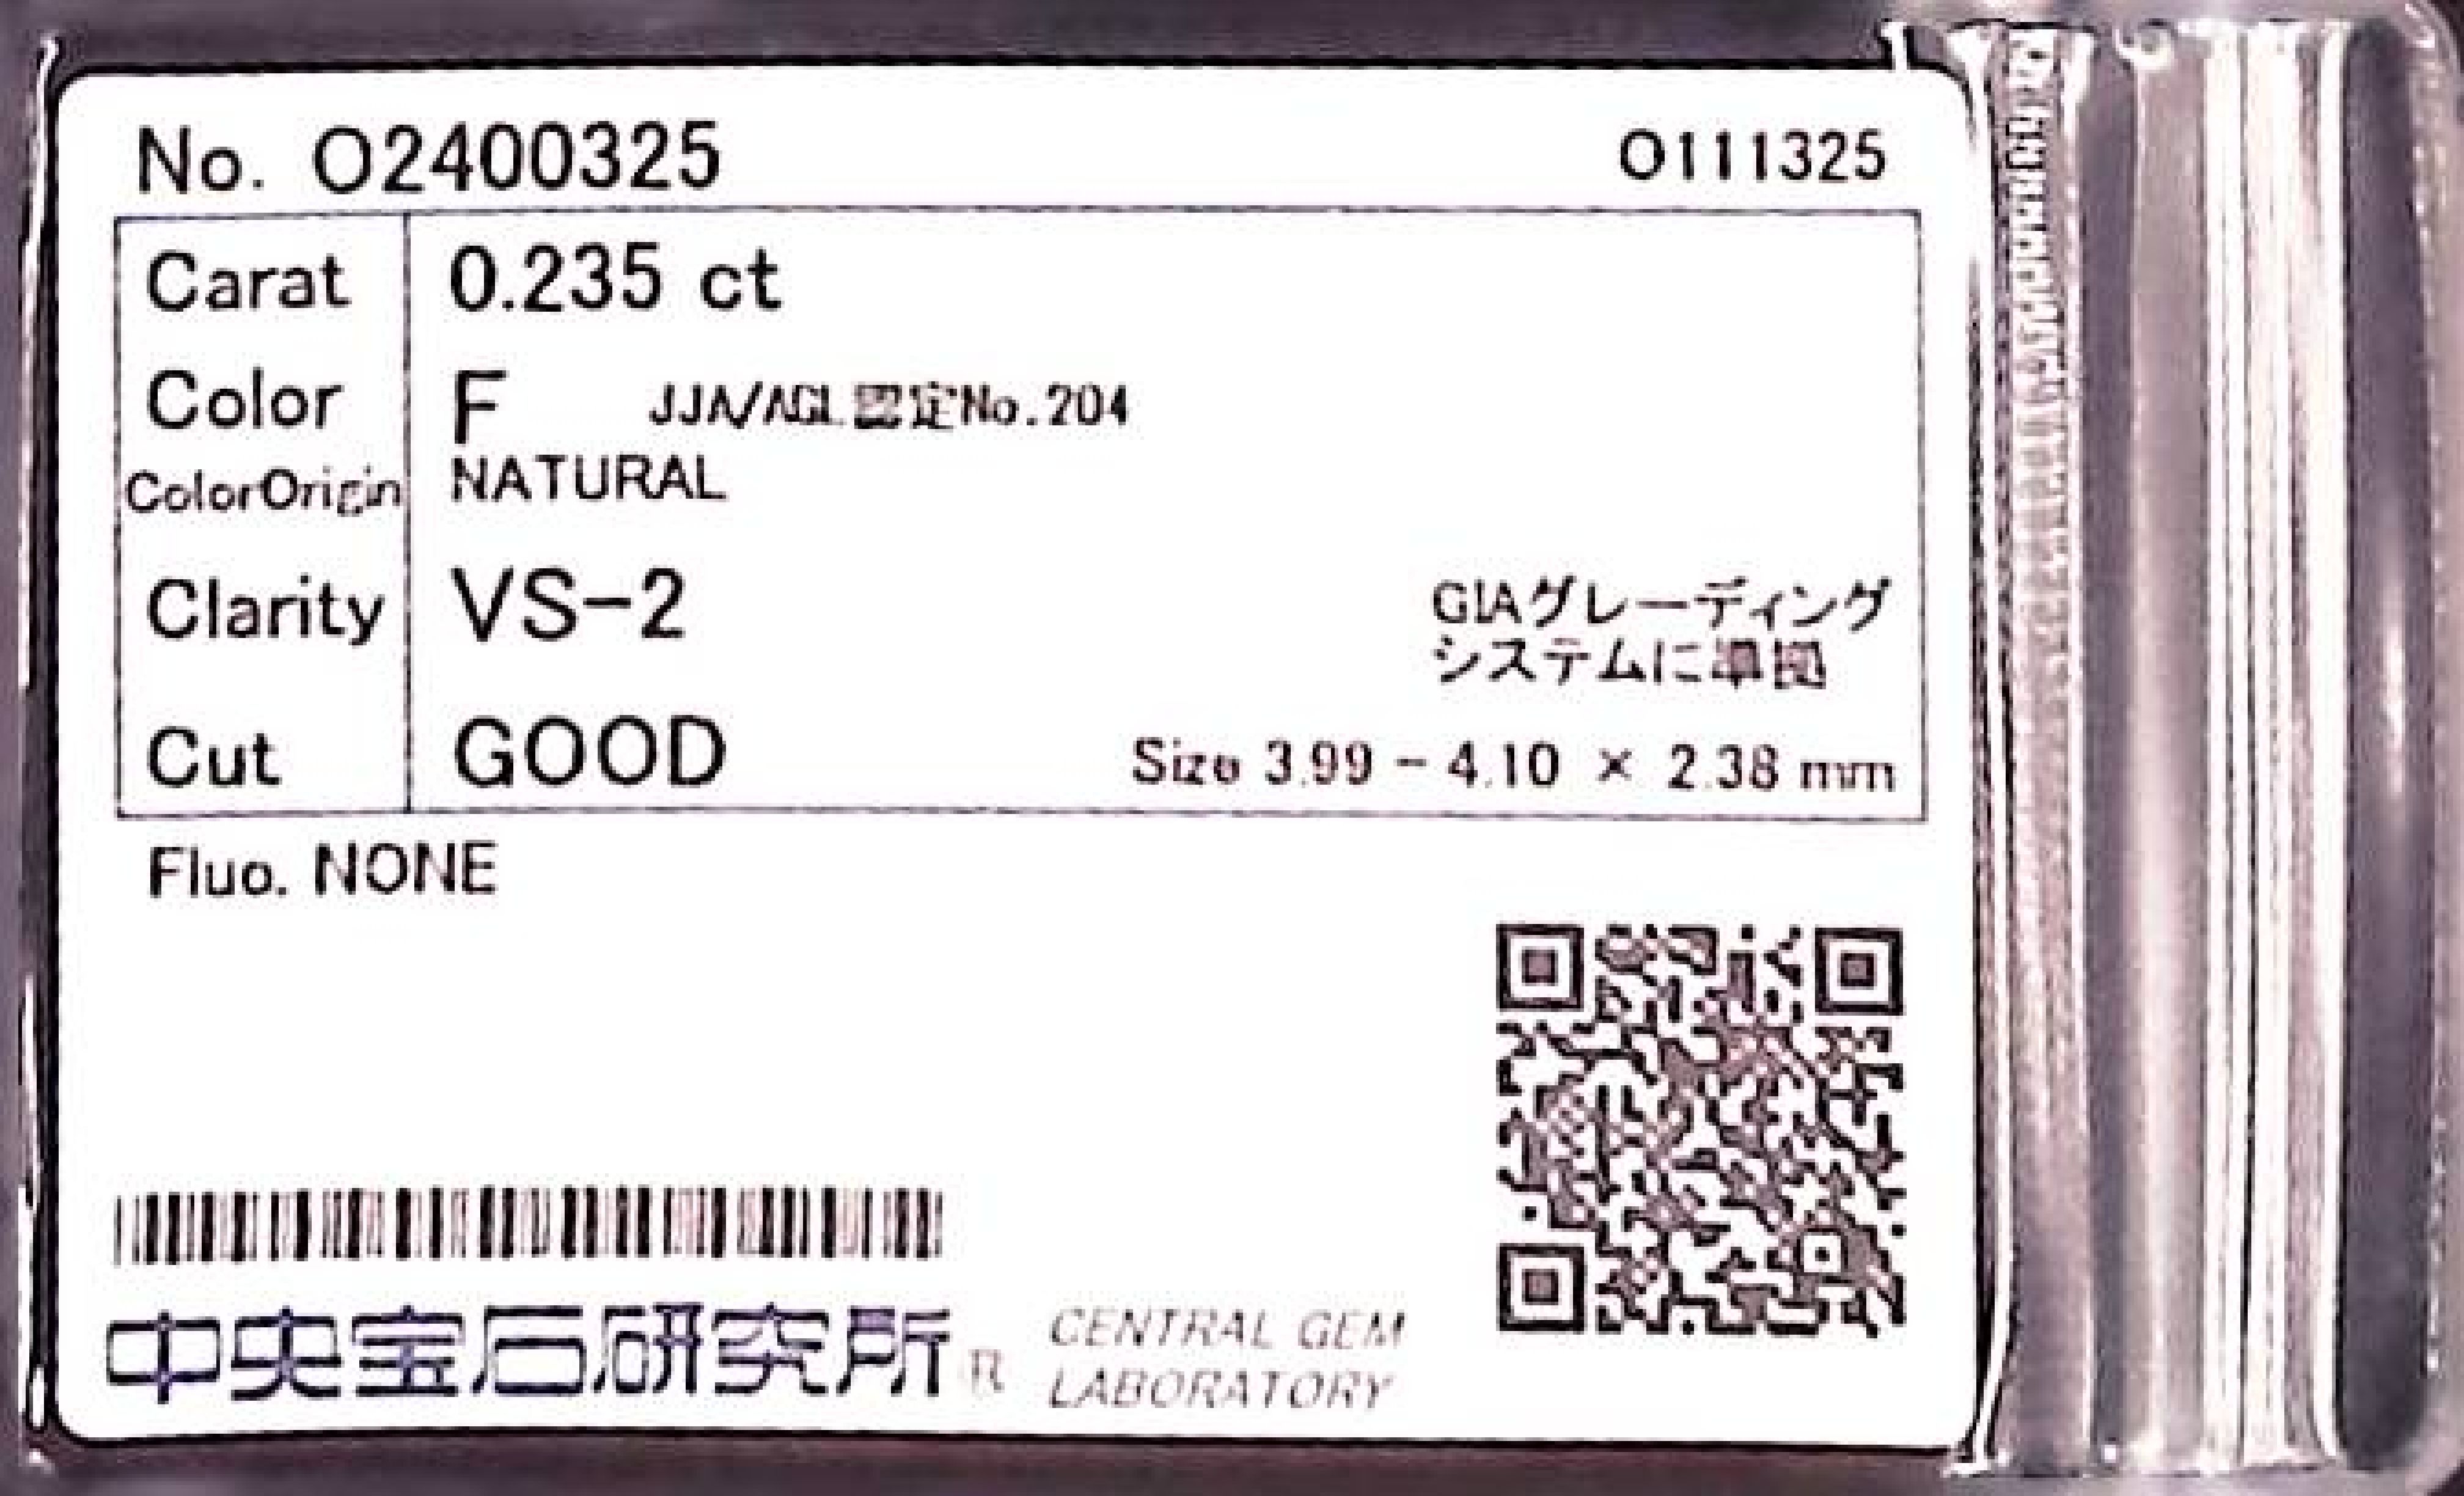 No. O2400325 O111325
Carat 0.235 ct
Color F JJA/AGL認定No.204
ColorOrigin NATURAL
Clarity VS-2
GIAグレーディング
システムに準拠
Cut GOOD Size 3.99 - 4.10 × 2.38 mm
Fluo. NONE
中央宝石研究所® CENTRAL GEM
LABORATORY